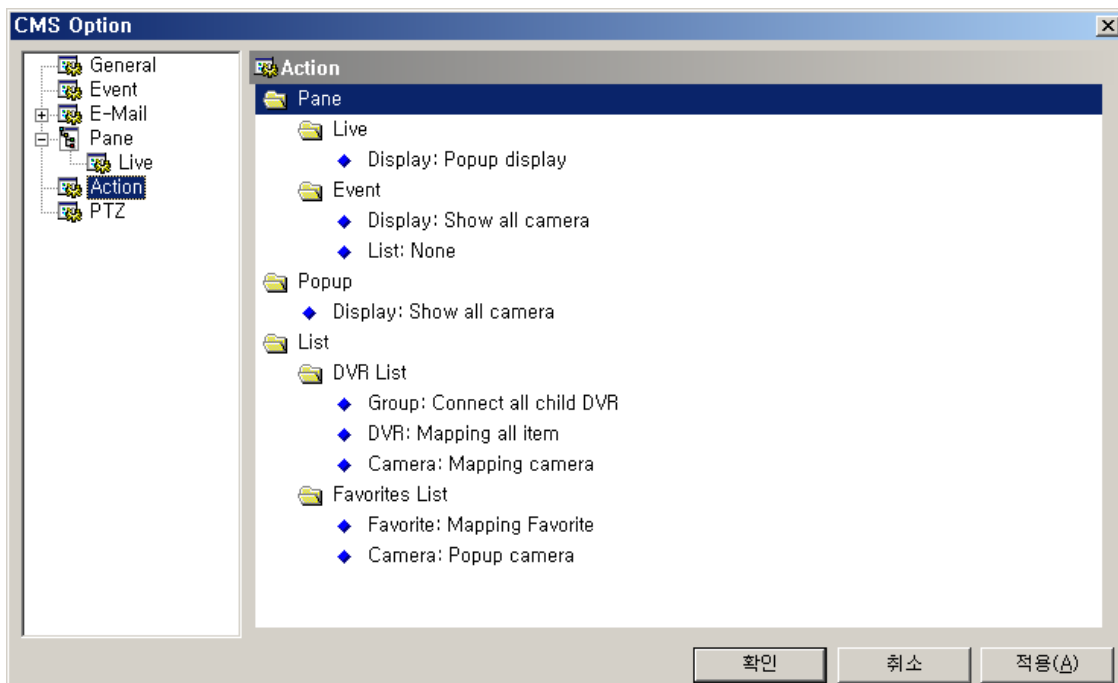 CMS Option
General
Event
E-Mail
Pane
Live
Action
PTZ
Action
Pane
Live
Display: Popup display
Event
Display: Show all camera
List: None
Popup
Display: Show all camera
List
DVR List
Group: Connect all child DVR
DVR: Mapping all item
Camera: Mapping camera
Favorites List
Favorite: Mapping Favorite
Camera: Popup camera
확인
취소
적용(A)